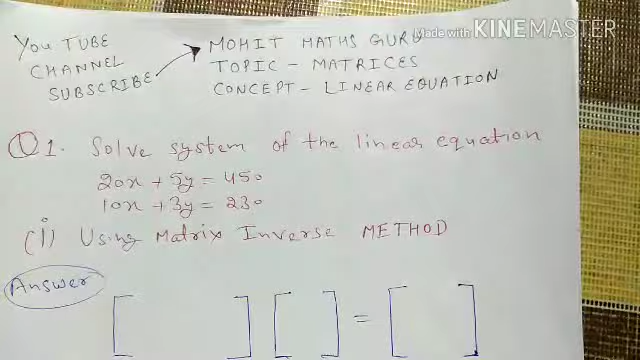 YOU TUBE
CHANNEL
SUBSCRIBE
MOHIT MATHS GURU
TOPIC - MATRICES
CONCEPT - LINEAR EQUATION
Made with KINEMASTER
Q1. Solve system of the linear equation
20x + 5y = 450
10x + 3y = 230
(i) Using Matrix Inverse METHOD
Answer
[ ] [ ] = [ ]